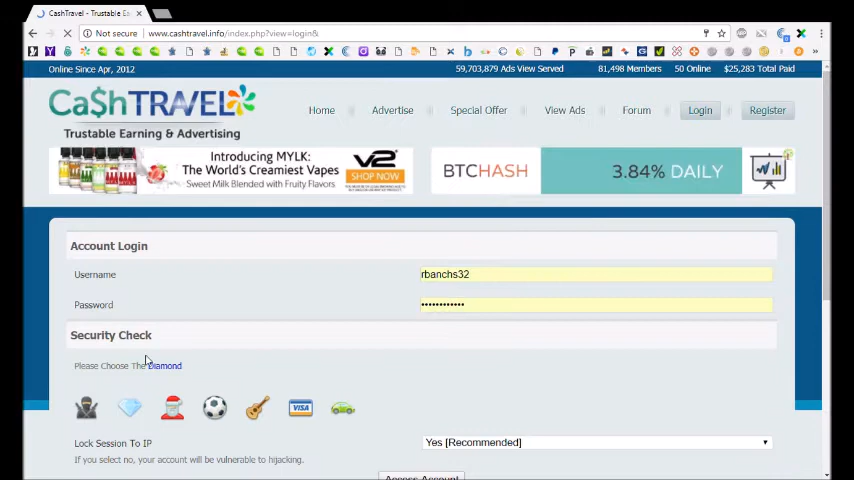 CashTravel - Trustable Ea
Not secure
www.cashtravel.info/index.php?view=login&
Online Since Apr, 2012
59,703,879 Ads View Served
81,498 Members
50 Online
$25,283 Total Paid
Ca$hTRAVEL
Trustable Earning & Advertising
Home
Advertise
Special Offer
View Ads
Forum
Login
Register
Introducing MYLK:
The World's Creamiest Vapes
Sweet Milk Blended with Fruity Flavors
V2
SHOP NOW
BTCHASH
3.84% DAILY
Account Login
Username
rbanchs32
Password
••••••••••••
Security Check
Please Choose The Diamond
VISA
Lock Session To IP
Yes [Recommended]
If you select no, your account will be vulnerable to hijacking.
Access Account